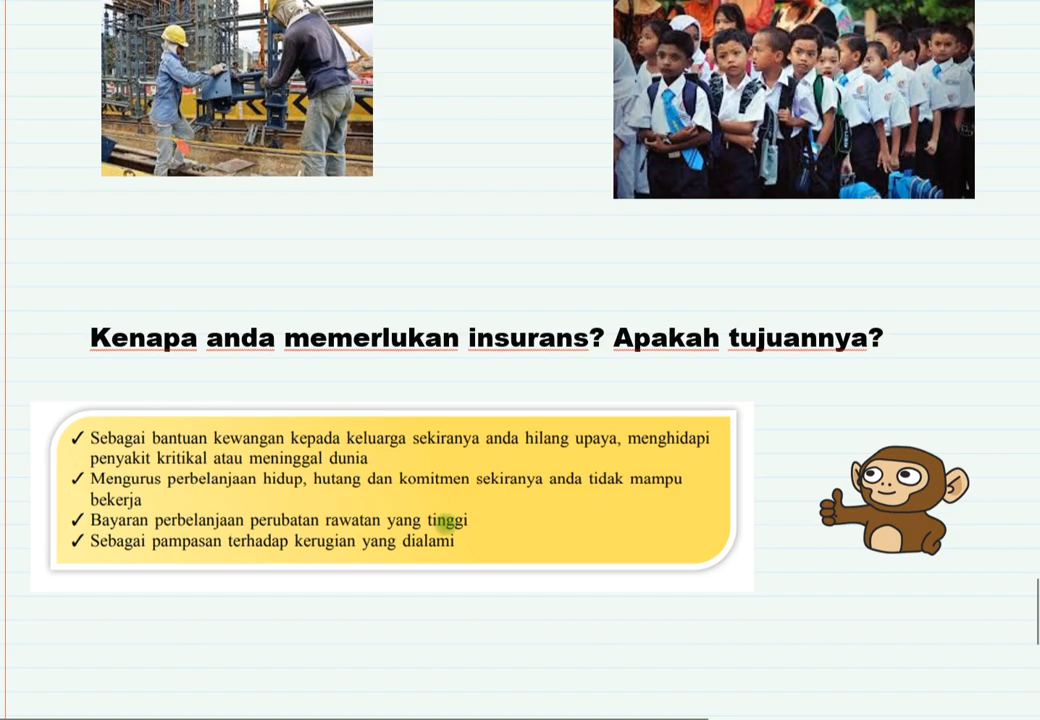 Kenapa anda memerlukan insurans? Apakah tujuannya?
✓ Sebagai bantuan kewangan kepada keluarga sekiranya anda hilang upaya, menghidapi
penyakit kritikal atau meninggal dunia
✓ Mengurus perbelanjaan hidup, hutang dan komitmen sekiranya anda tidak mampu
bekerja
✓ Bayaran perbelanjaan perubatan rawatan yang tinggi
✓ Sebagai pampasan terhadap kerugian yang dialami